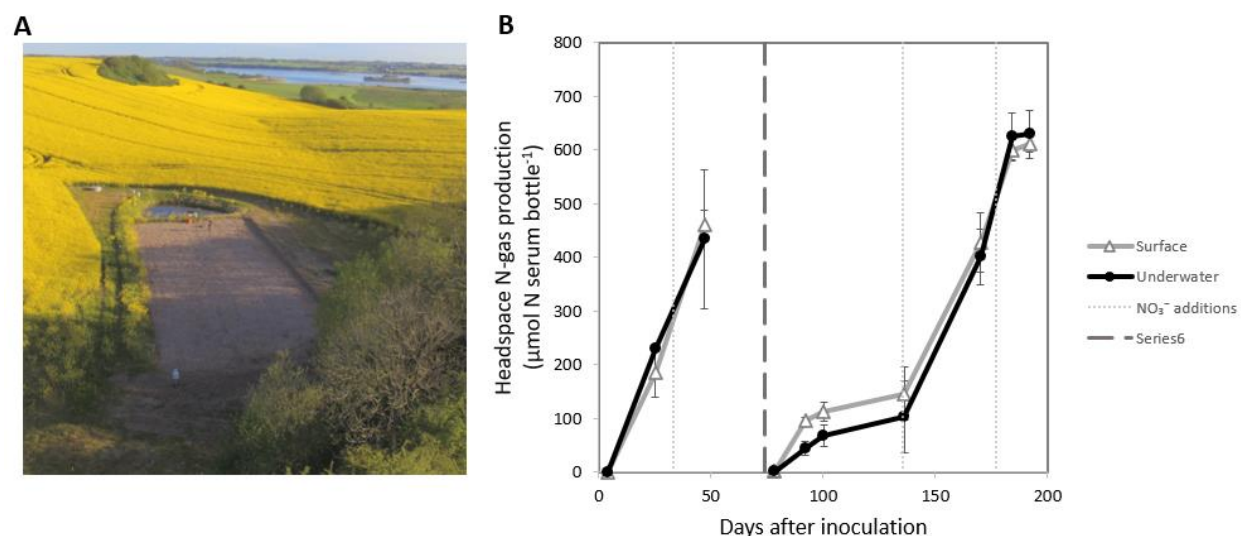 A
B
800
700
600
500
400
300
200
100
0
Headspace N-gas production
(µmol N serum bottle⁻¹)
0
50
100
150
200
Days after inoculation
Surface
Underwater
NO₃⁻ additions
Series6